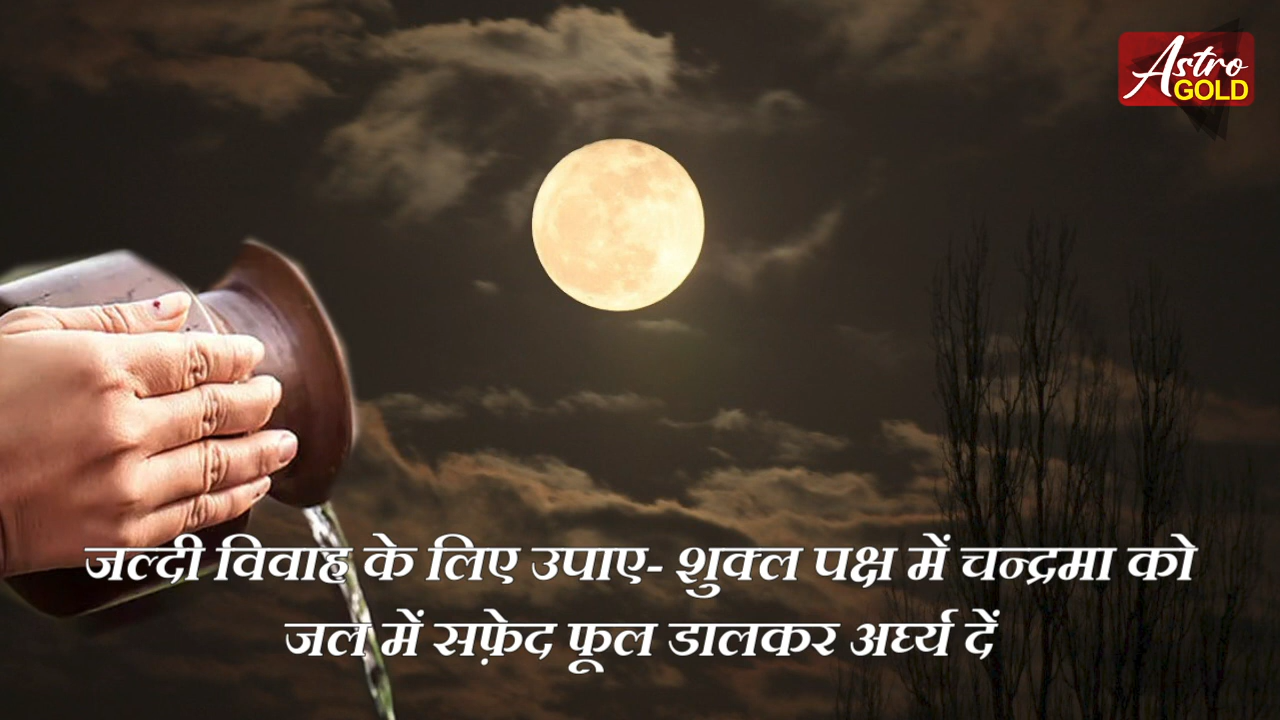 Astro
GOLD
जल्दी विवाह के लिए उपाए- शुक्ल पक्ष में चन्द्रमा को
जल में सफ़ेद फूल डालकर अर्घ्य दें